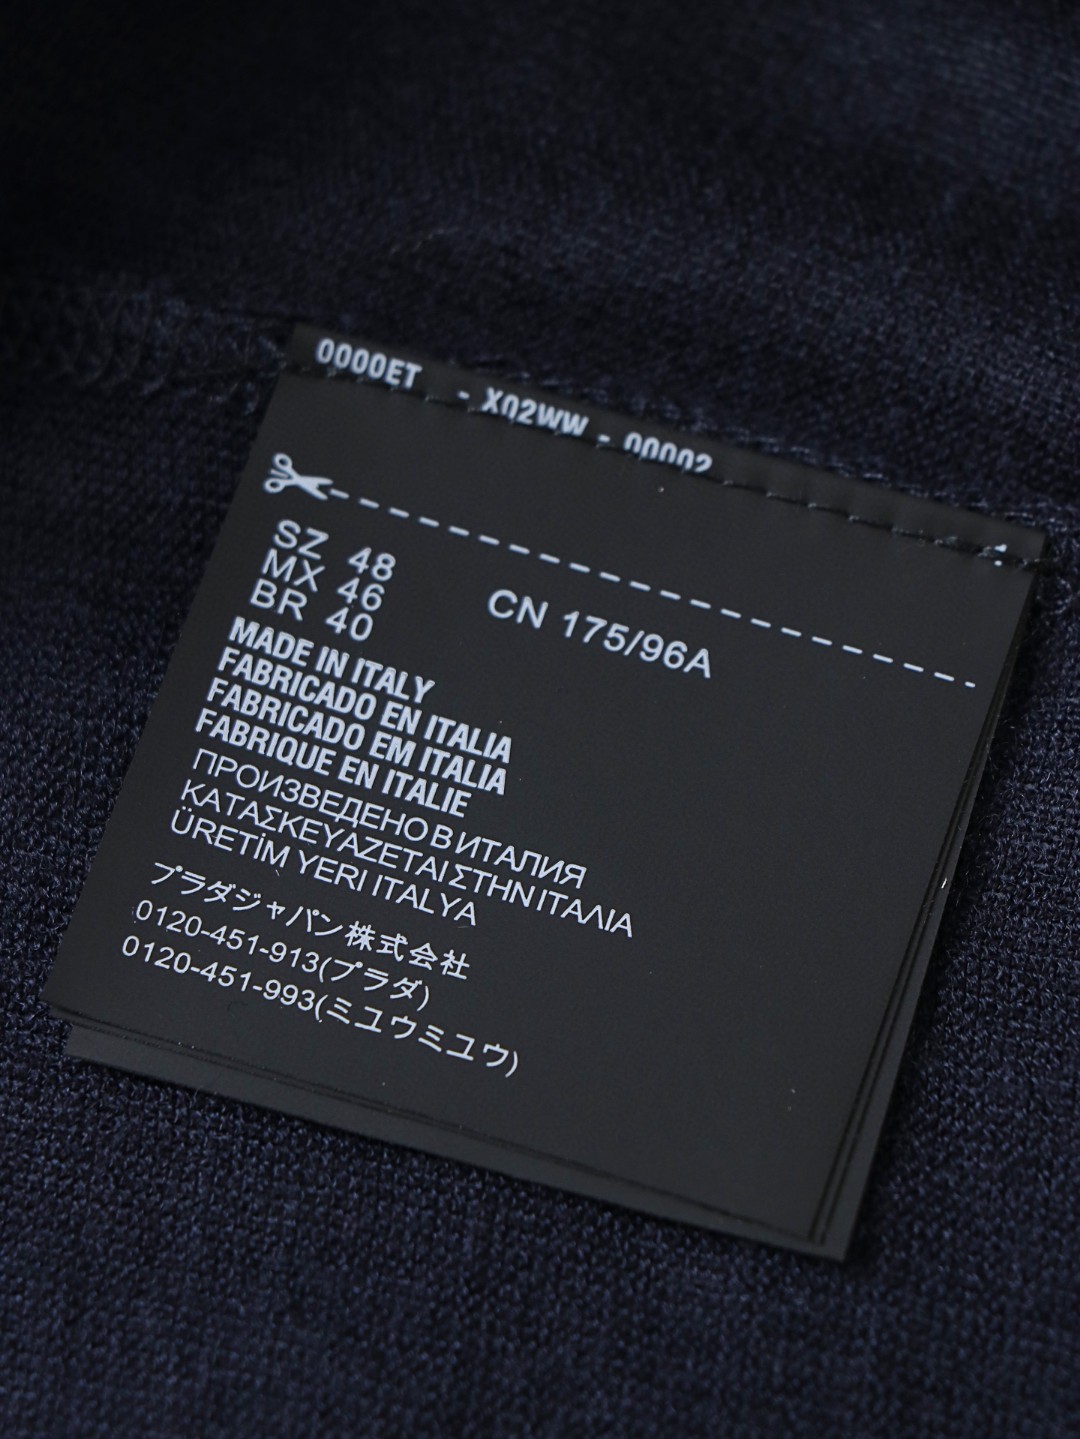 0000ET - X02WW - 00002
SZ 48
MX 46
BR 40
CN 175/96A
MADE IN ITALY
FABRICADO EN ITALIA
FABRICADO EM ITALIA
FABRIQUE EN ITALIE
ПРОИЗВЕДЕНО В ИТАЛИЯ
ΚΑΤΑΣΚΕΥΑΖΕΤΑΙ ΣΤΗΝ ΙΤΑΛΙΑ
ÜRETİM YERI ITALYA
プラダジャパン株式会社
0120-451-913(プラダ)
0120-451-993(ミユウミユウ)